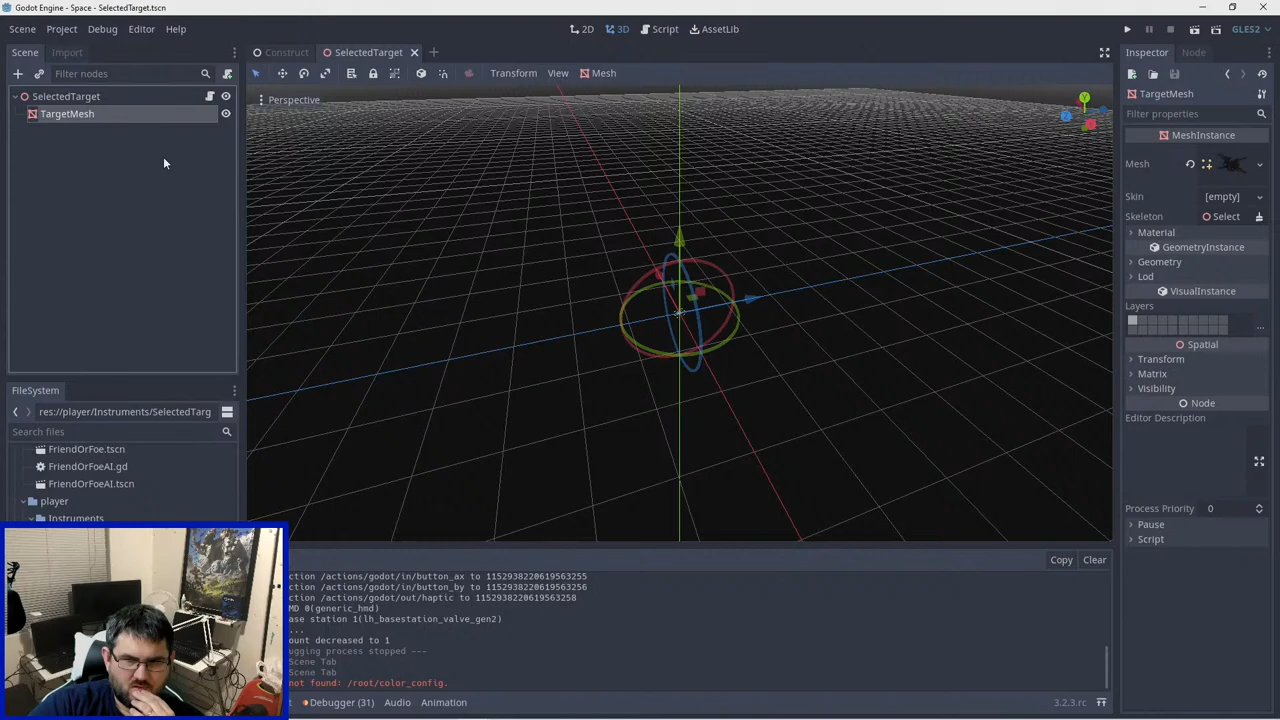 Godot Engine - Space - SelectedTarget.tscn
Scene Project Debug Editor Help
2D 3D Script AssetLib
GLES2
Scene Import
Construct SelectedTarget
Inspector Node
Filter nodes
Transform View Mesh
SelectedTarget
TargetMesh
Perspective
Y
Z
TargetMesh
Filter properties
MeshInstance
Mesh
Skin [empty]
Skeleton Select
Material
GeometryInstance
Geometry
Lod
VisualInstance
Layers
...
Spatial
Transform
Matrix
Visibility
Node
Editor Description
Process Priority 0
Pause
Script
FileSystem
res://player/Instruments/SelectedTarg
Search files
FriendOrFoe.tscn
FriendOrFoeAI.gd
FriendOrFoeAI.tscn
player
Instruments
Copy Clear
ction /actions/godot/in/button_ax to 1152938220619563255
ction /actions/godot/in/button_by to 1152938220619563256
ction /actions/godot/out/haptic to 1152938220619563258
MD 0(generic_hmd)
ase station 1(lh_basestation_valve_gen2)
...
ount decreased to 1
ugging process stopped ---
Scene Tab
Scene Tab
not found: /root/color_config.
Debugger (31) Audio Animation
3.2.3.rc